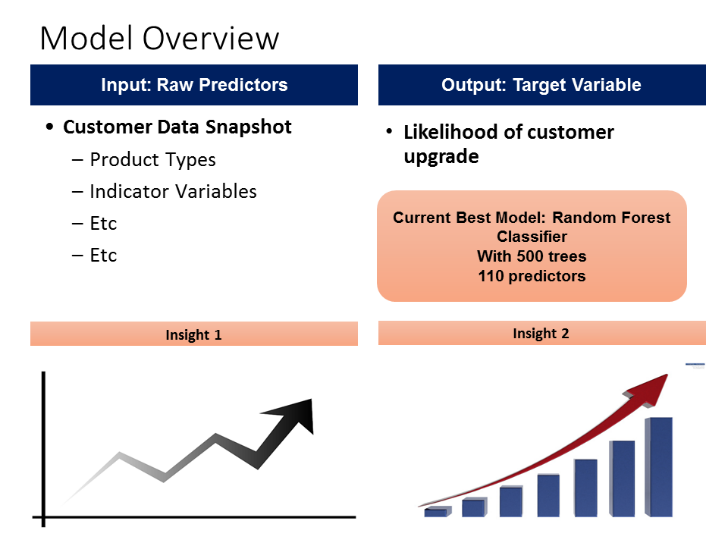 Model Overview
Input: Raw Predictors
• Customer Data Snapshot
– Product Types
– Indicator Variables
– Etc
– Etc
Output: Target Variable
• Likelihood of customer
upgrade
Current Best Model: Random Forest
Classifier
With 500 trees
110 predictors
Insight 1
Insight 2